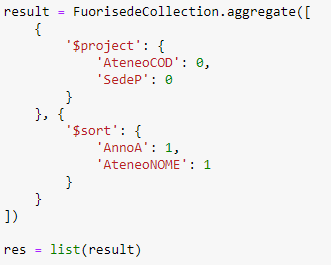 result = FuorisedeCollection.aggregate([
    {
        '$project': {
            'AteneoCOD': 0,
            'SedeP': 0
        }
    }, {
        '$sort': {
            'AnnoA': 1,
            'AteneoNOME': 1
        }
    }
])
res = list(result)